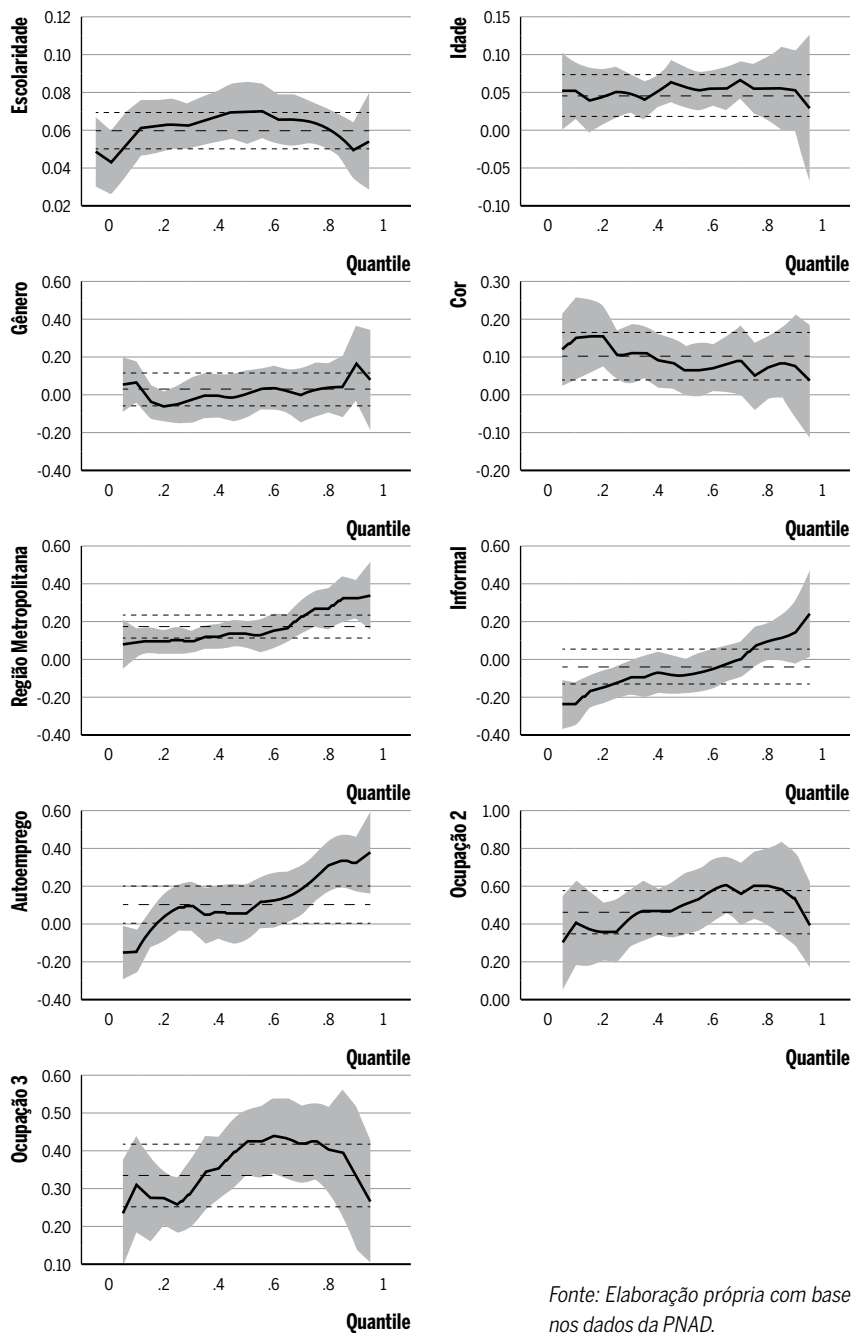 Escolaridade
0.12
0.10
0.08
0.06
0.04
0.02
0 .2 .4 .6 .8 1
Quantile
Idade
0.15
0.10
0.05
0.00
-0.05
-0.10
0 .2 .4 .6 .8 1
Quantile
Gênero
0.60
0.40
0.20
0.00
-0.20
-0.40
0 .2 .4 .6 .8 1
Quantile
Cor
0.30
0.20
0.10
0.00
-0.10
-0.20
0 .2 .4 .6 .8 1
Quantile
Região Metropolitana
0.60
0.40
0.20
0.00
-0.20
-0.40
0 .2 .4 .6 .8 1
Quantile
Informal
0.60
0.40
0.20
0.00
-0.20
-0.40
0 .2 .4 .6 .8 1
Quantile
Autoemprego
0.60
0.40
0.20
0.00
-0.20
-0.40
0 .2 .4 .6 .8 1
Quantile
Ocupação 2
1.00
0.80
0.60
0.40
0.20
0.00
0 .2 .4 .6 .8 1
Quantile
Ocupação 3
0.60
0.50
0.40
0.30
0.20
0.10
0 .2 .4 .6 .8 1
Quantile
Fonte: Elaboração própria com base
nos dados da PNAD.